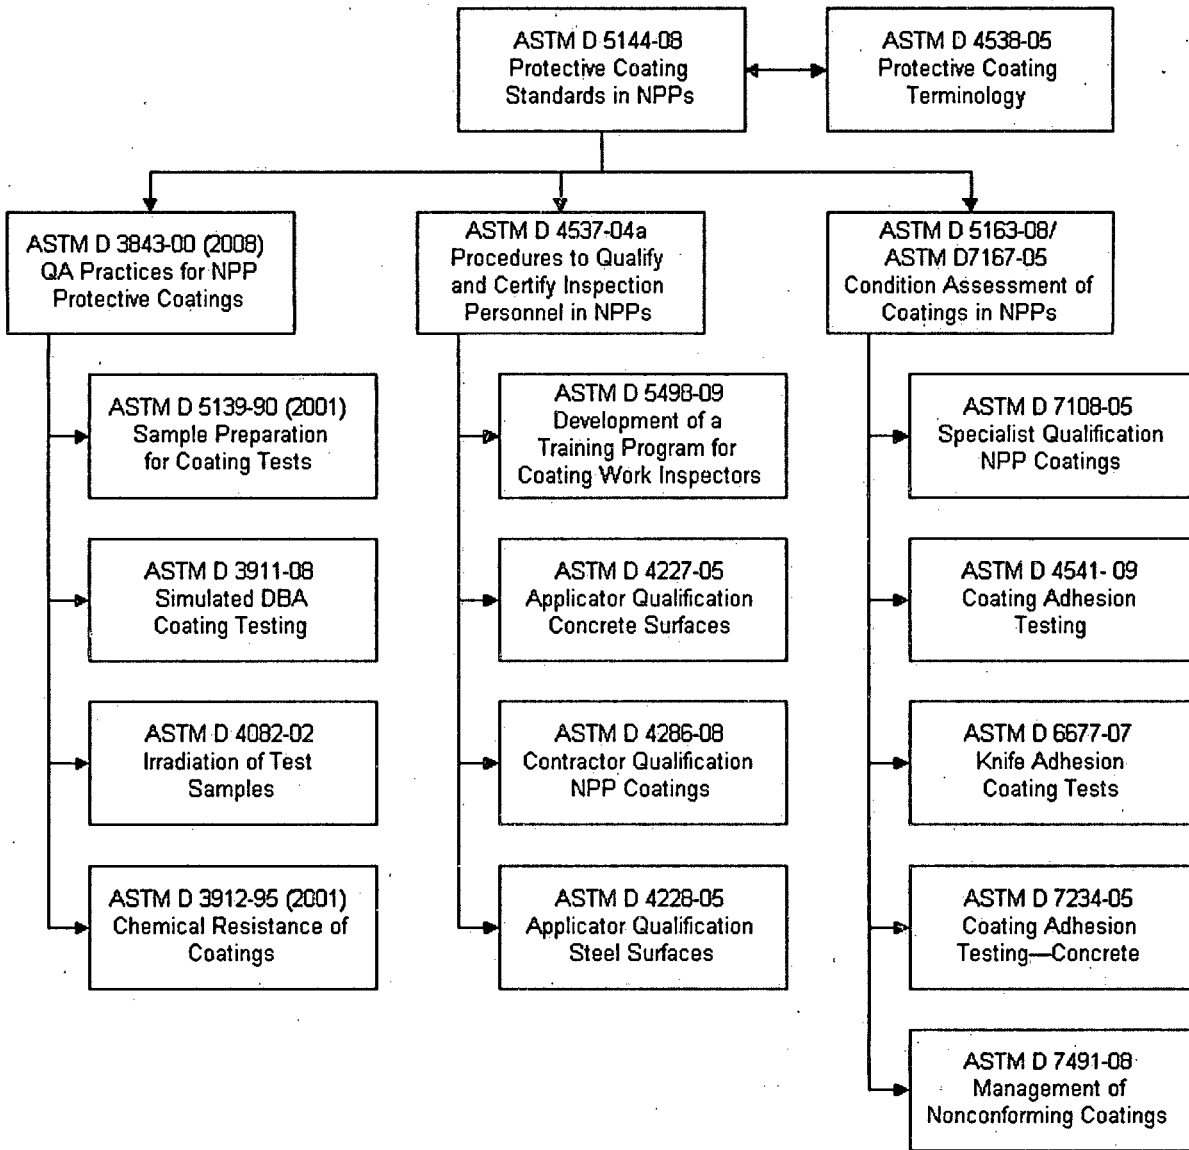 ASTM D 5144-08
Protective Coating
Standards in NPPs
ASTM D 4538-05
Protective Coating
Terminology
ASTM D 3843-00 (2008)
QA Practices for NPP
Protective Coatings
ASTM D 4537-04a
Procedures to Qualify
and Certify Inspection
Personnel in NPPs
ASTM D 5163-08/
ASTM D7167-05
Condition Assessment of
Coatings in NPPs
ASTM D 5139-90 (2001)
Sample Preparation
for Coating Tests
ASTM D 3911-08
Simulated DBA
Coating Testing
ASTM D 4082-02
Irradiation of Test
Samples
ASTM D 3912-95 (2001)
Chemical Resistance of
Coatings
ASTM D 5498-09
Development of a
Training Program for
Coating Work Inspectors
ASTM D 4227-05
Applicator Qualification
Concrete Surfaces
ASTM D 4286-08
Contractor Qualification
NPP Coatings
ASTM D 4228-05
Applicator Qualification
Steel Surfaces
ASTM D 7108-05
Specialist Qualification
NPP Coatings
ASTM D 4541- 09
Coating Adhesion
Testing
ASTM D 6677-07
Knife Adhesion
Coating Tests
ASTM D 7234-05
Coating Adhesion
Testing—Concrete
ASTM D 7491-08
Management of
Nonconforming Coatings